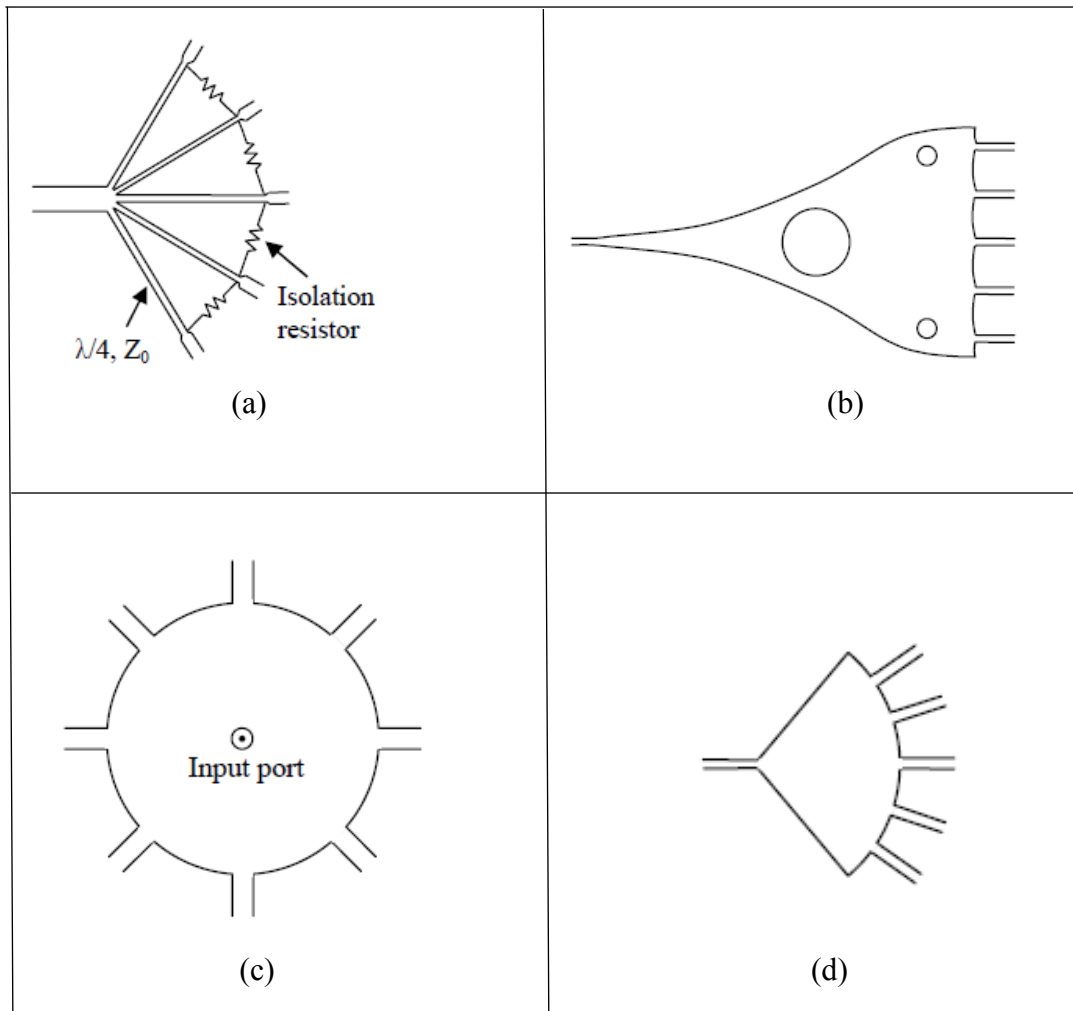 Isolation
resistor
λ/4, Z₀
(a)
(b)
Input port
(c)
(d)